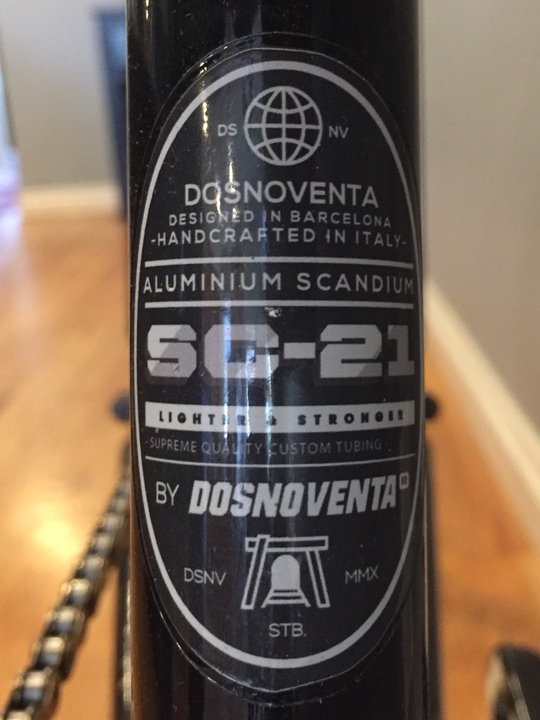 DS NV
DOSNOVENTA
DESIGNED IN BARCELONA
-HANDCRAFTED IN ITALY-
ALUMINIUM SCANDIUM
SC-21
LIGHTER & STRONGER
· SUPREME QUALITY CUSTOM TUBING ·
BY DOSNOVENTA
DSNV MMX
STB.